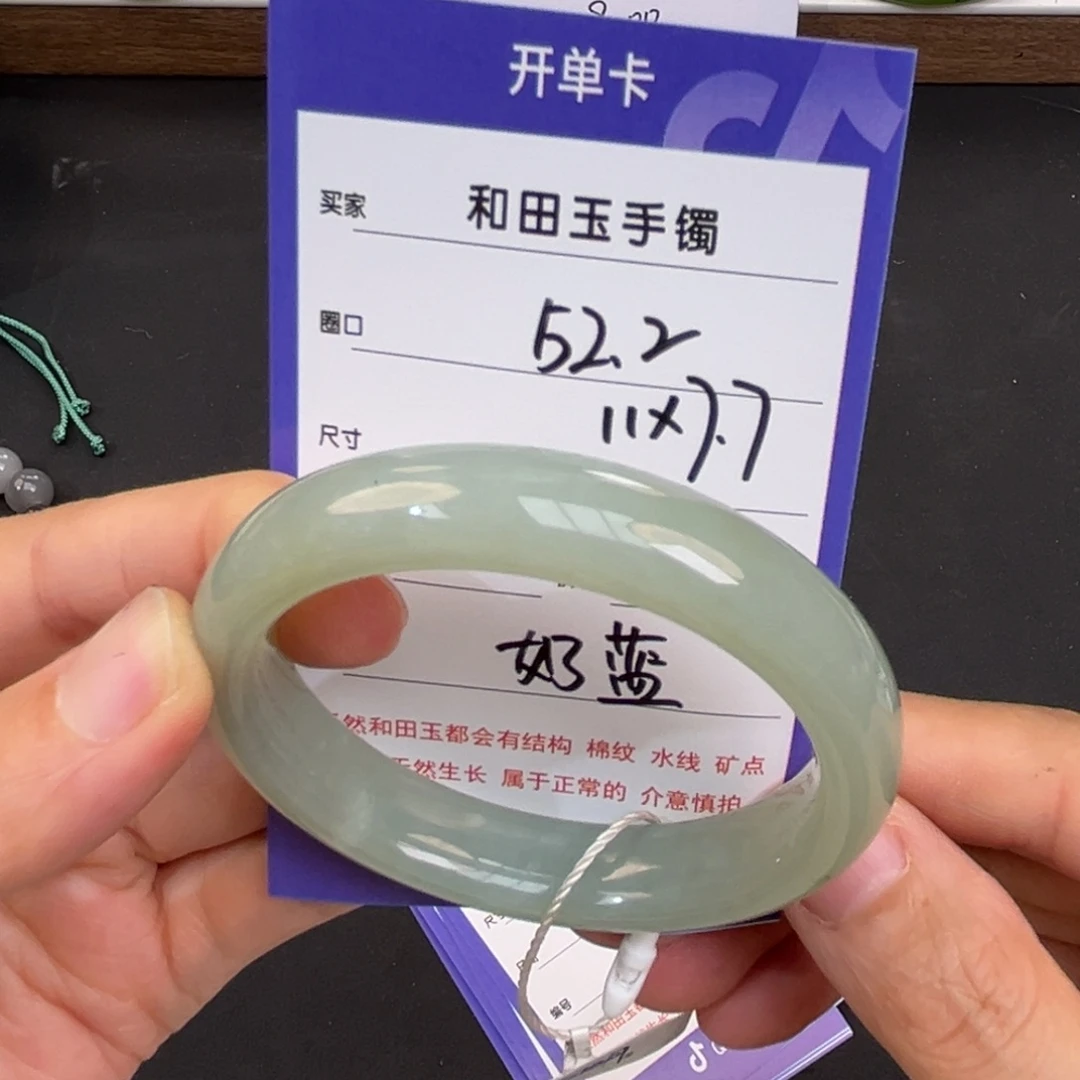 开单卡
买家 和田玉手镯
圈口 52.2
尺寸 11x7.7
奶蓝
然和田玉都会有结构 棉纹 水线 矿点
天然生长 属于正常的 介意慎拍
编号